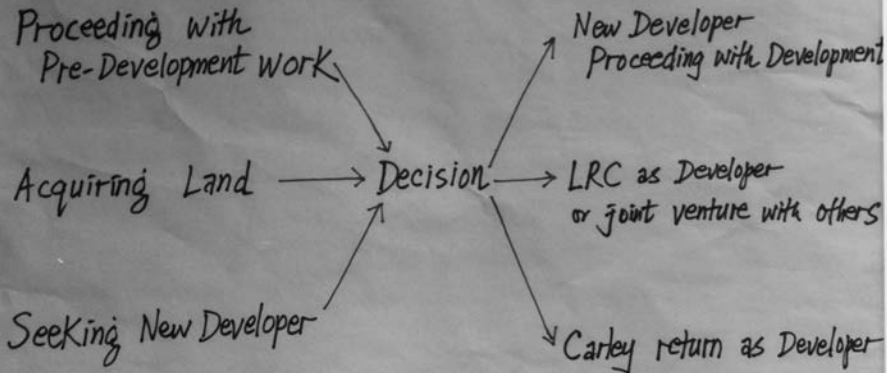 Proceeding with
Pre-Development work
Acquiring Land
Seeking New Developer
Decision
New Developer
Proceeding with Development
LRC as Developer
or joint venture with others
Carley return as Developer